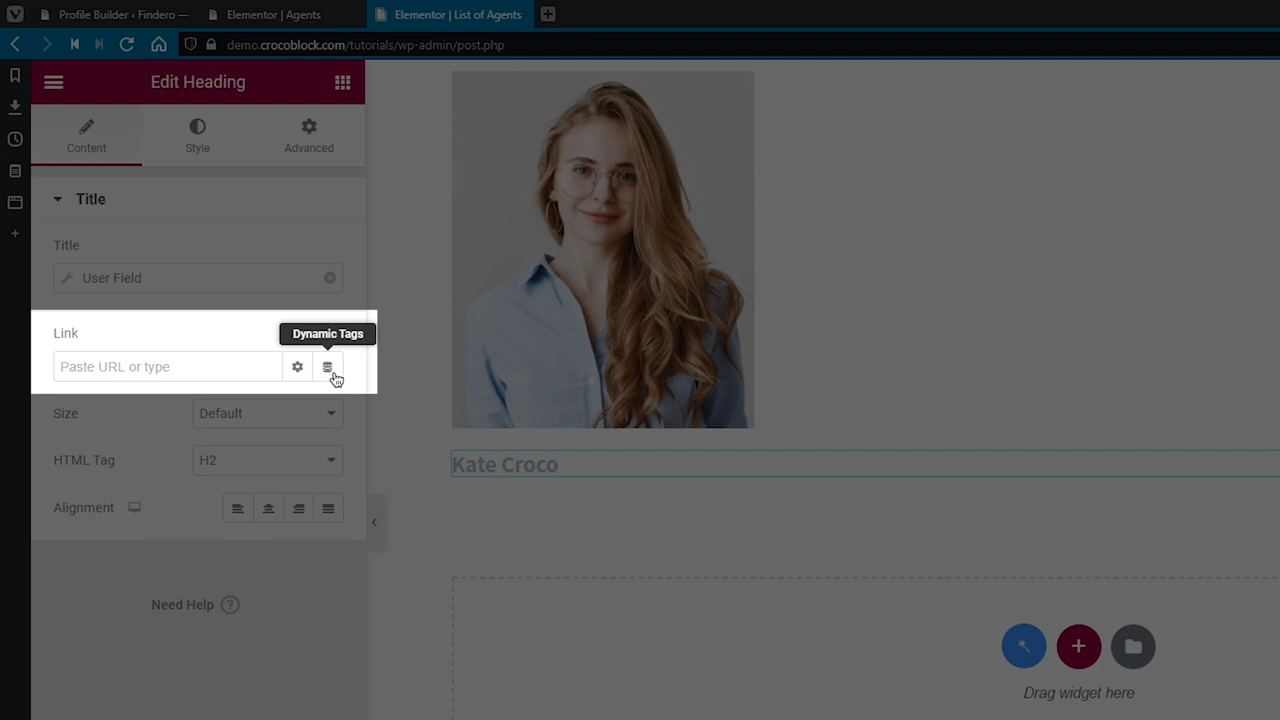 Profile Builder ‹ Findero —
Elementor | Agents
Elementor | List of Agents
demo.crocoblock.com/tutorials/wp-admin/post.php
Edit Heading
Content
Style
Advanced
Title
Title
User Field
Link
Dynamic Tags
Paste URL or type
Size
Default
HTML Tag
H2
Alignment
Need Help ?
Kate Croco
Drag widget here